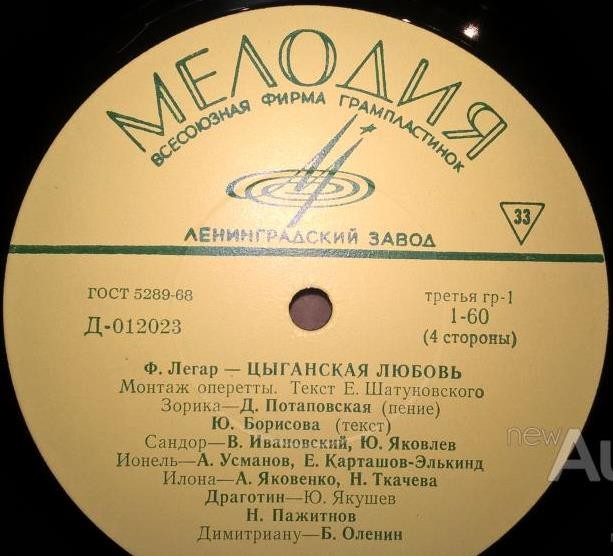 МЕЛОДИЯ
ВСЕСОЮЗНАЯ ФИРМА ГРАМПЛАСТИНОК
ЛЕНИНГРАДСКИЙ ЗАВОД
33
ГОСТ 5289-68
Д-012023
третья гр-1
1-60
(4 стороны)
Ф. Легар — ЦЫГАНСКАЯ ЛЮБОВЬ
Монтаж оперетты. Текст Е. Шатуновского
Зорика—Д. Потаповская (пение)
Ю. Борисова (текст)
Сандор—В. Ивановский, Ю. Яковлев
Ионель—А. Усманов, Е. Карташов-Элькинд
Илона—А. Яковенко, Н. Ткачева
Драготин—Ю. Якушев
Н. Пажитнов
Димитриану—Б. Оленин
new